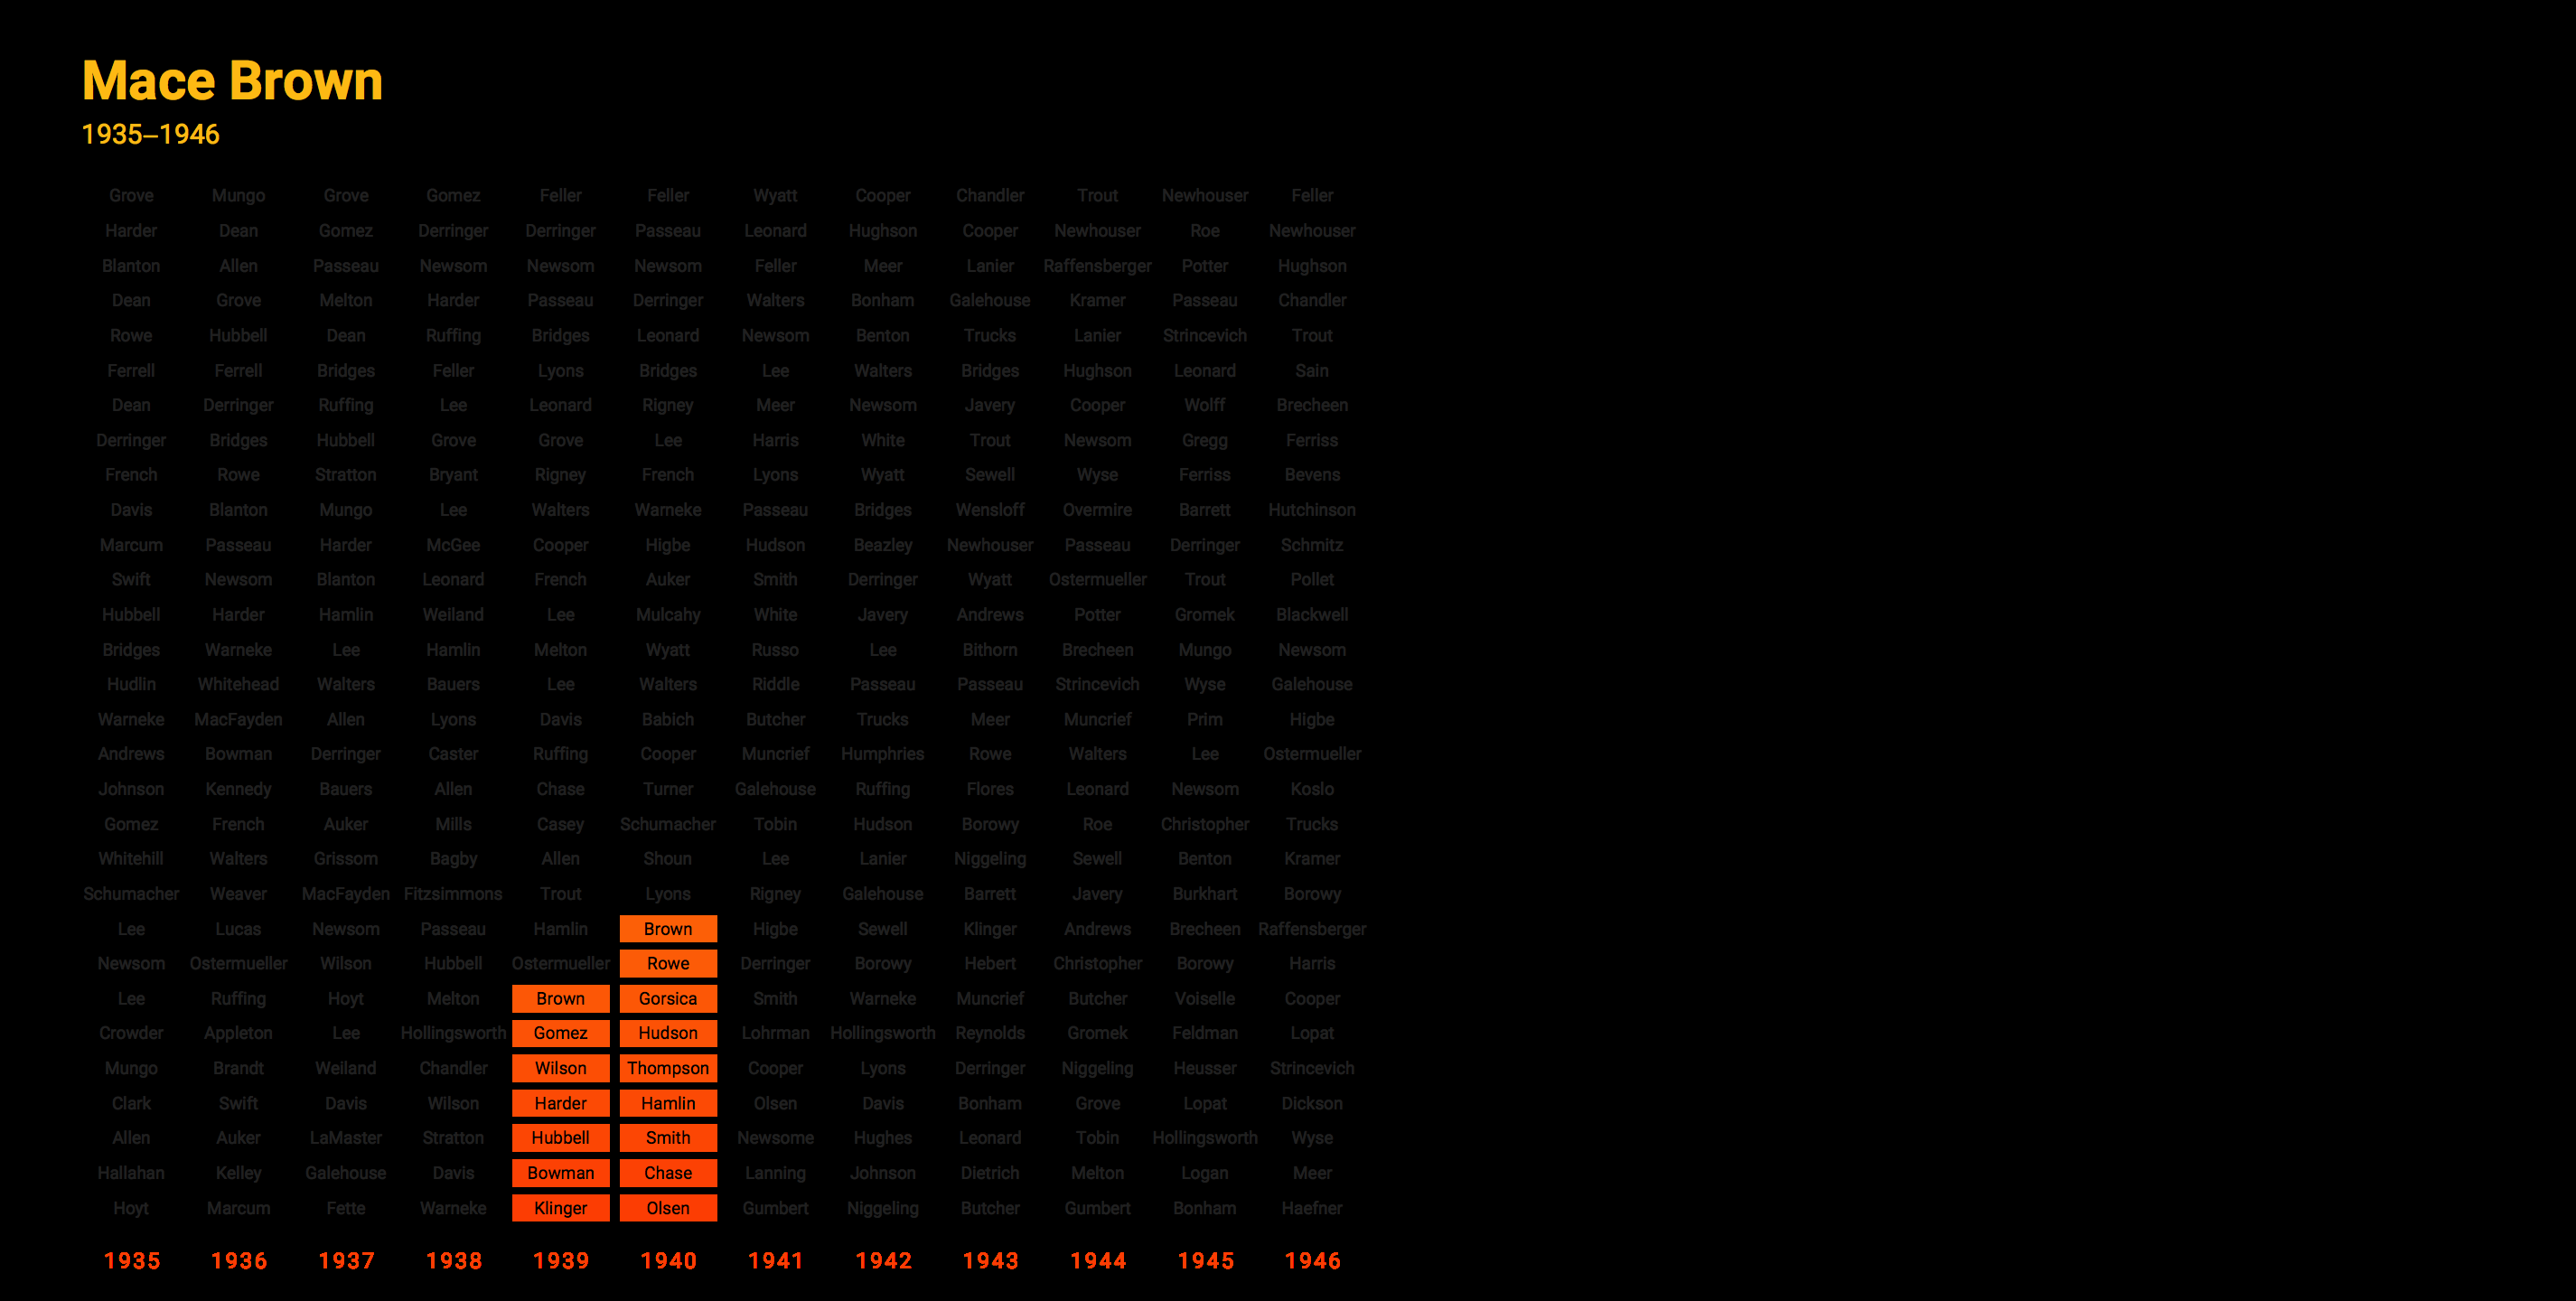 Mace Brown
1935–1946
Grove Mungo Grove Gomez Feller Feller Wyatt Cooper Chandler Trout Newhouser Feller
Harder Dean Gomez Derringer Derringer Passeau Leonard Hughson Cooper Newhouser Roe Newhouser
Blanton Allen Passeau Newsom Newsom Newsom Feller Meer Lanier Raffensberger Potter Hughson
Dean Grove Melton Harder Passeau Derringer Walters Bonham Galehouse Kramer Passeau Chandler
Rowe Hubbell Dean Ruffing Bridges Leonard Newsom Benton Trucks Lanier Strincevich Trout
Ferrell Ferrell Bridges Feller Lyons Bridges Lee Walters Bridges Hughson Leonard Sain
Dean Derringer Ruffing Lee Leonard Rigney Meer Newsom Javery Cooper Wolff Brecheen
Derringer Bridges Hubbell Grove Grove Lee Harris White Trout Newsom Gregg Ferriss
French Rowe Stratton Bryant Rigney French Lyons Wyatt Sewell Wyse Ferriss Bevens
Davis Blanton Mungo Lee Walters Warneke Passeau Bridges Wensloff Overmire Barrett Hutchinson
Marcum Passeau Harder McGee Cooper Higbe Hudson Beazley Newhouser Passeau Derringer Schmitz
Swift Newsom Blanton Leonard French Auker Smith Derringer Wyatt Ostermueller Trout Pollet
Hubbell Harder Hamlin Weiland Lee Mulcahy White Javery Andrews Potter Gromek Blackwell
Bridges Warneke Lee Hamlin Melton Wyatt Russo Lee Bithorn Brecheen Mungo Newsom
Hudlin Whitehead Walters Bauers Lee Walters Riddle Passeau Passeau Strincevich Wyse Galehouse
Warneke MacFayden Allen Lyons Davis Babich Butcher Trucks Meer Muncrief Prim Higbe
Andrews Bowman Derringer Caster Ruffing Cooper Muncrief Humphries Rowe Walters Lee Ostermueller
Johnson Kennedy Bauers Allen Chase Turner Galehouse Ruffing Flores Leonard Newsom Koslo
Gomez French Auker Mills Casey Schumacher Tobin Hudson Borowy Roe Christopher Trucks
Whitehill Walters Grissom Bagby Allen Shoun Lee Lanier Niggeling Sewell Benton Kramer
Schumacher Weaver MacFayden Fitzsimmons Trout Lyons Rigney Galehouse Barrett Javery Burkhart Borowy
Lee Lucas Newsom Passeau Hamlin Brown Higbe Sewell Klinger Andrews Brecheen Raffensberger
Newsom Ostermueller Wilson Hubbell Ostermueller Rowe Derringer Borowy Hebert Christopher Borowy Harris
Lee Ruffing Hoyt Melton Brown Gorsica Smith Warneke Muncrief Butcher Voiselle Cooper
Crowder Appleton Lee Hollingsworth Gomez Hudson Lohrman Hollingsworth Reynolds Gromek Feldman Lopat
Mungo Brandt Weiland Chandler Wilson Thompson Cooper Lyons Derringer Niggeling Heusser Strincevich
Clark Swift Davis Wilson Harder Hamlin Olsen Davis Bonham Grove Lopat Dickson
Allen Auker LaMaster Stratton Hubbell Smith Newsome Hughes Leonard Tobin Hollingsworth Wyse
Hallahan Kelley Galehouse Davis Bowman Chase Lanning Johnson Dietrich Melton Logan Meer
Hoyt Marcum Fette Warneke Klinger Olsen Gumbert Niggeling Butcher Gumbert Bonham Haefner
1935 1936 1937 1938 1939 1940 1941 1942 1943 1944 1945 1946